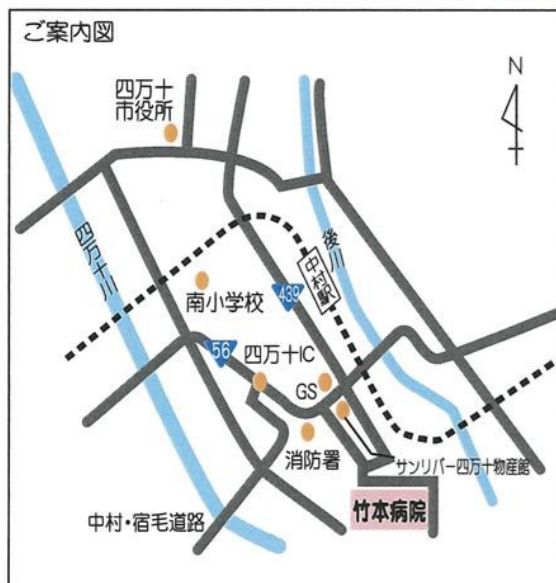 ご案内図
N
四万十
市役所
四万十川
後川
中村駅
南小学校
439
56
四万十IC
GS
消防署
サンリバー四万十物産館
中村・宿毛道路
竹本病院